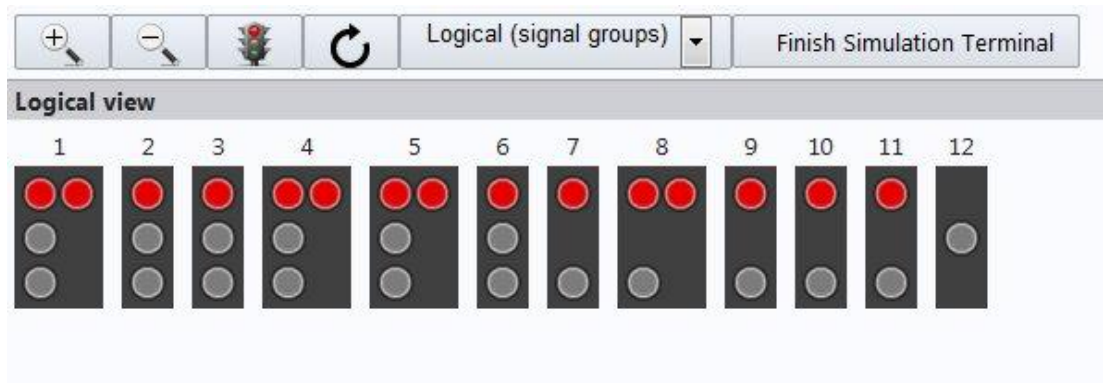 Logical (signal groups) Finish Simulation Terminal
Logical view
1 2 3 4 5 6 7 8 9 10 11 12